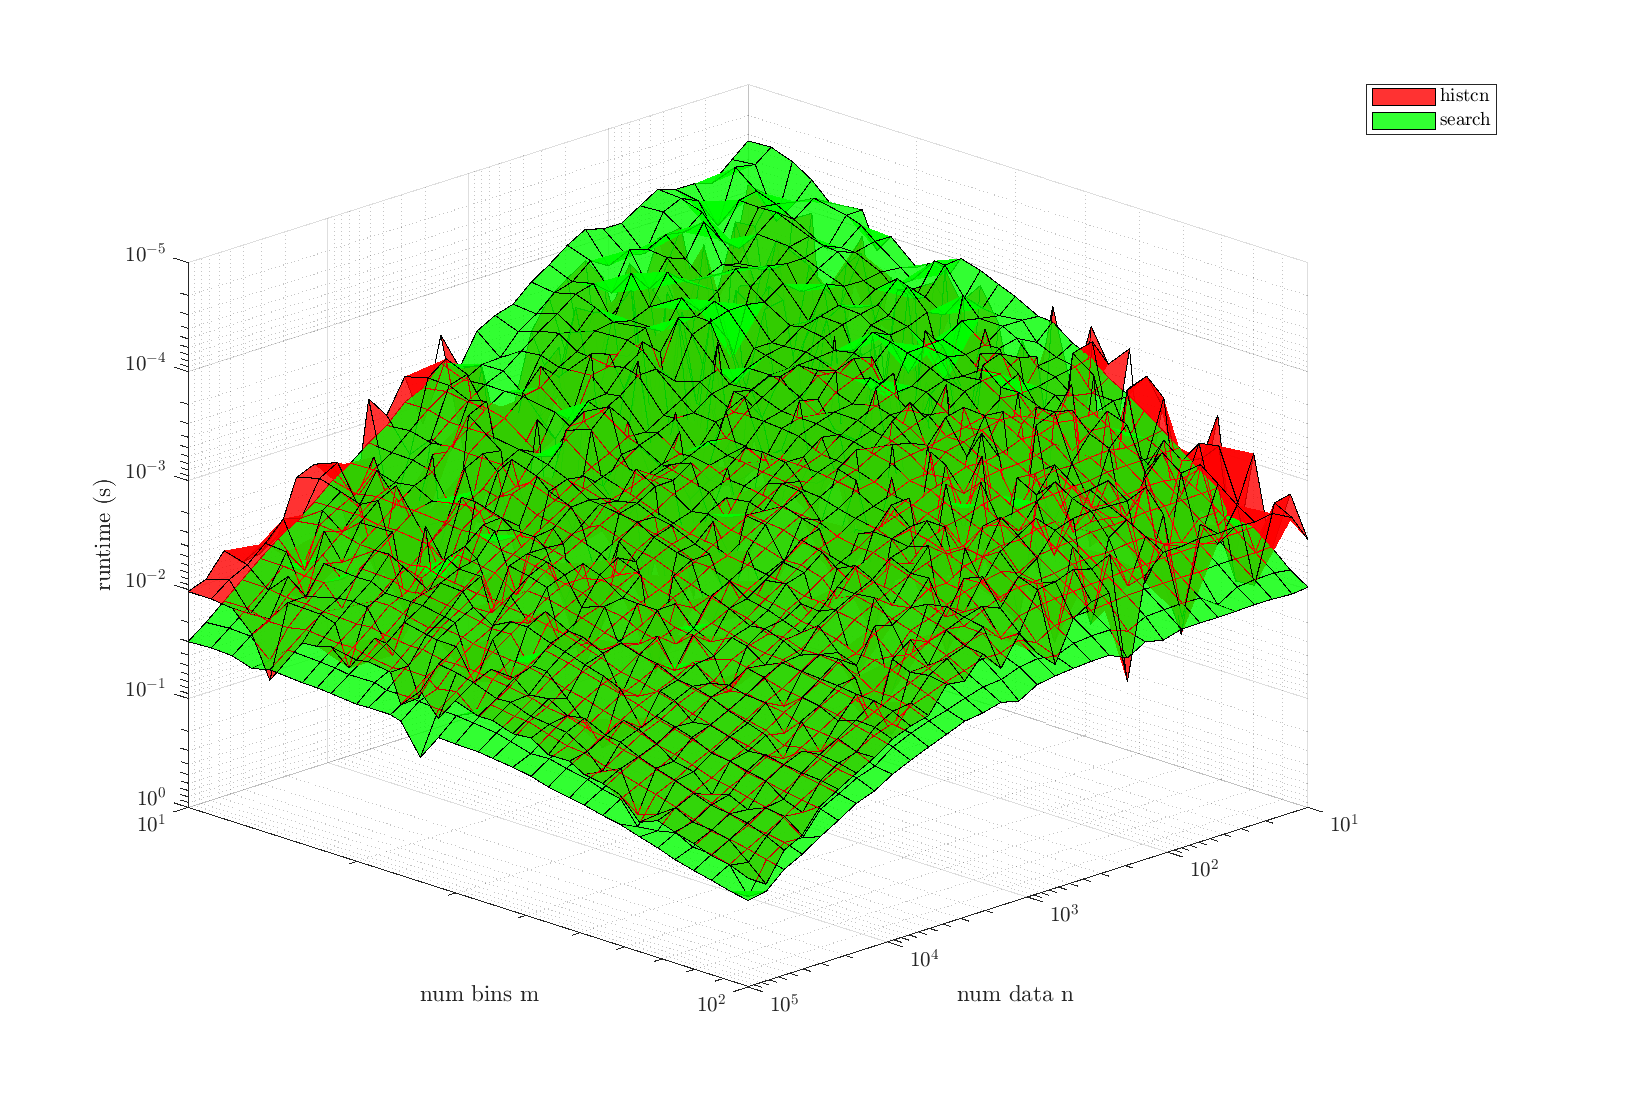 histcn
search
10⁻⁵
10⁻⁴
10⁻³
10⁻²
10⁻¹
10⁰
runtime (s)
10¹
10²
num bins m
10⁵
10⁴
10³
10²
10¹
num data n